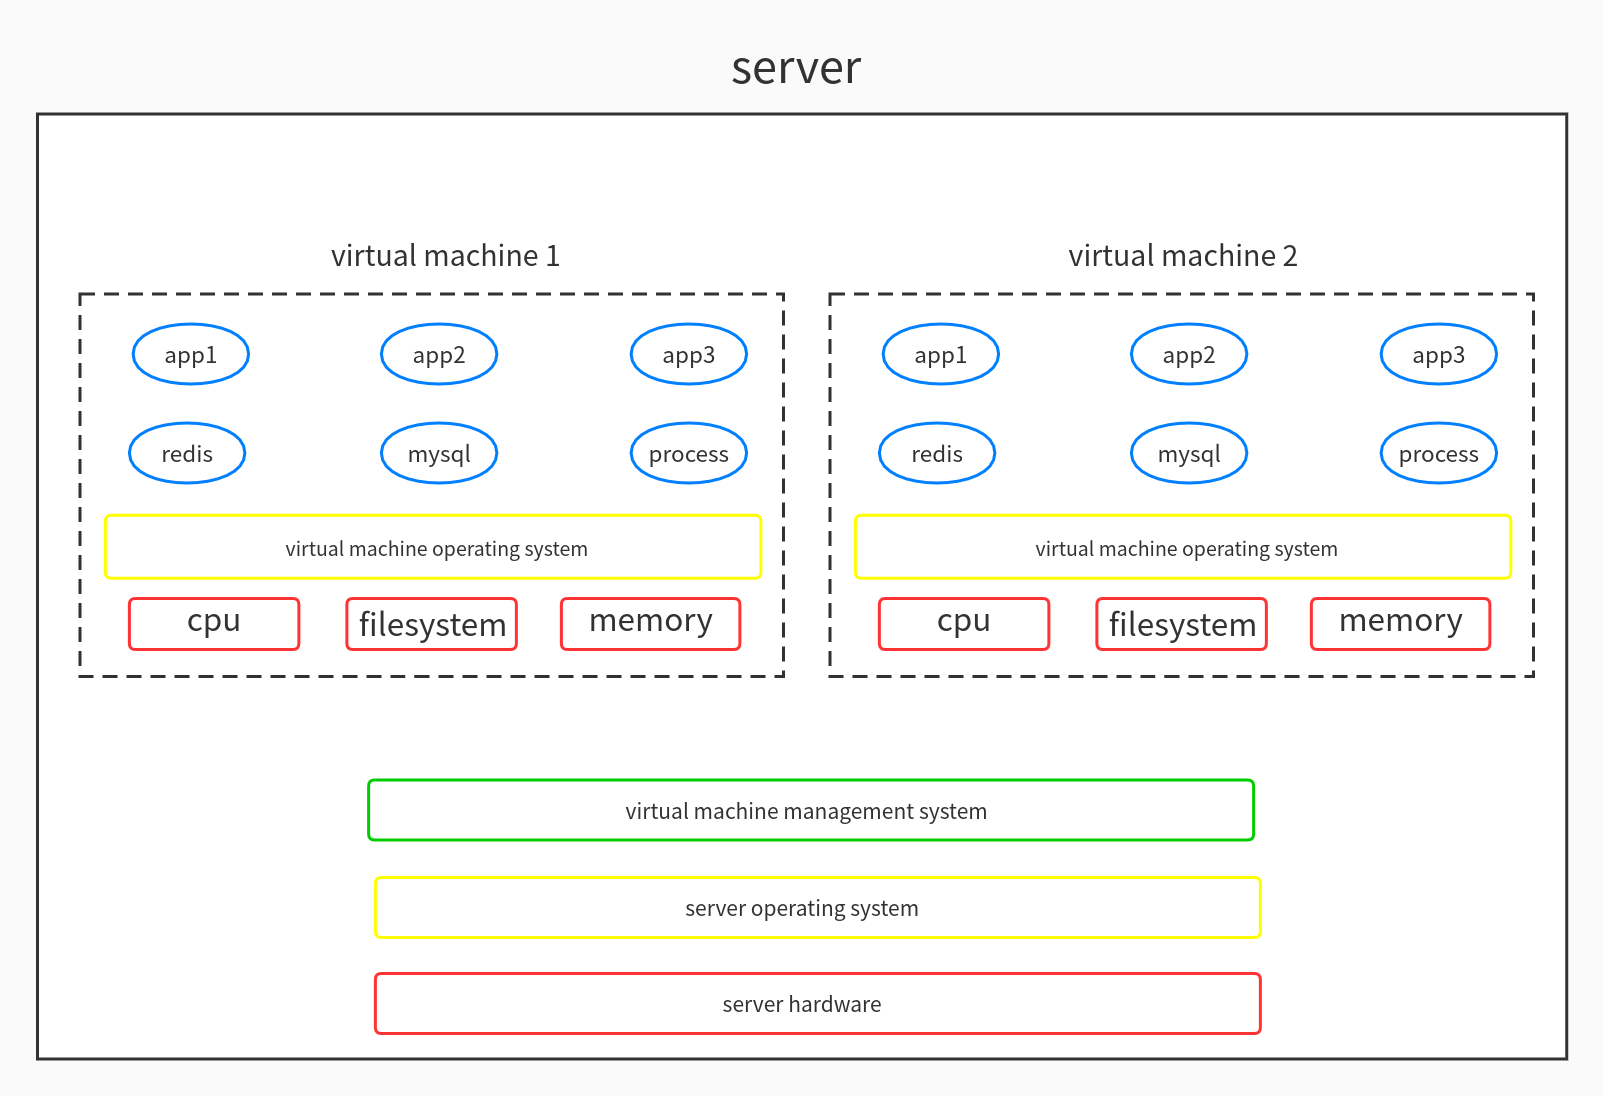 server
virtual machine 1
virtual machine 2
app1
app2
app3
redis
mysql
process
virtual machine operating system
cpu
filesystem
memory
app1
app2
app3
redis
mysql
process
virtual machine operating system
cpu
filesystem
memory
virtual machine management system
server operating system
server hardware